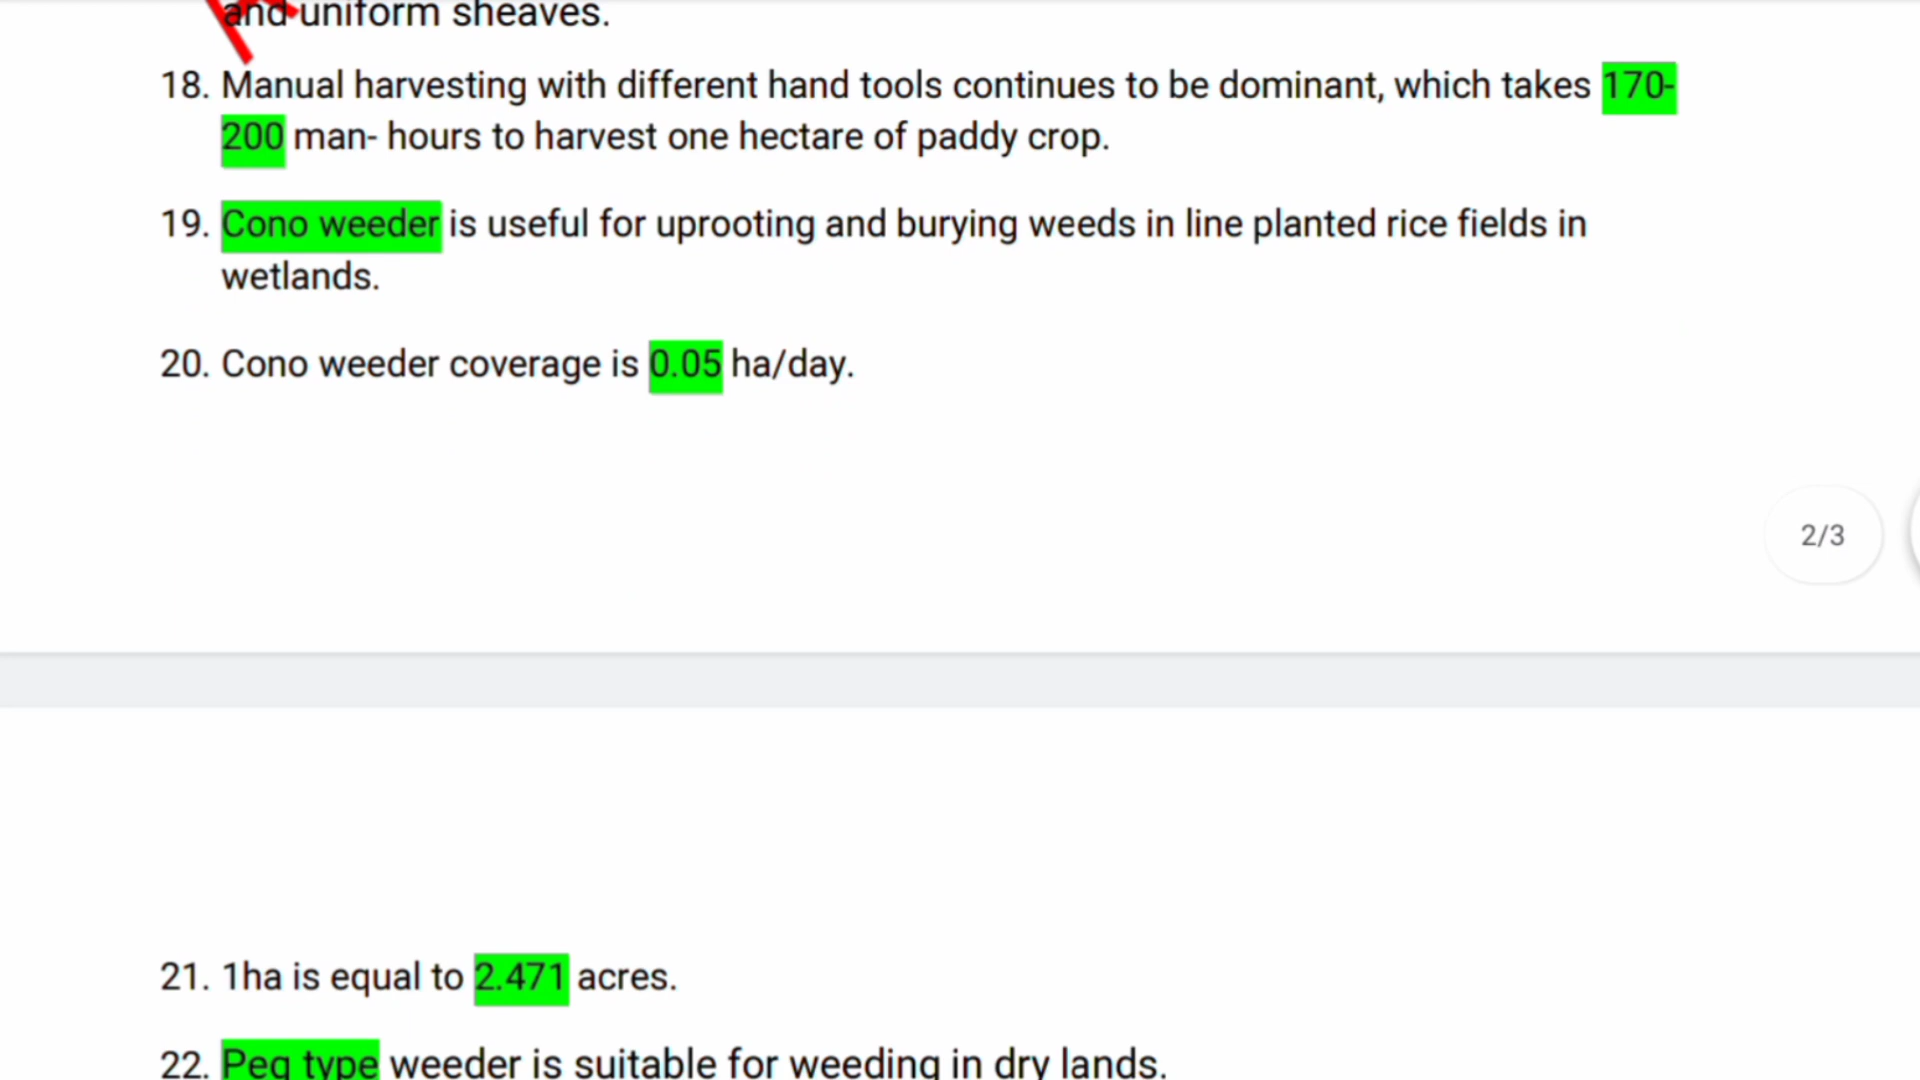 and uniform sheaves.
18. Manual harvesting with different hand tools continues to be dominant, which takes 170-
200 man- hours to harvest one hectare of paddy crop.
19. Cono weeder is useful for uprooting and burying weeds in line planted rice fields in
wetlands.
20. Cono weeder coverage is 0.05 ha/day.
2/3
21. 1ha is equal to 2.471 acres.
22. Peg type weeder is suitable for weeding in dry lands.